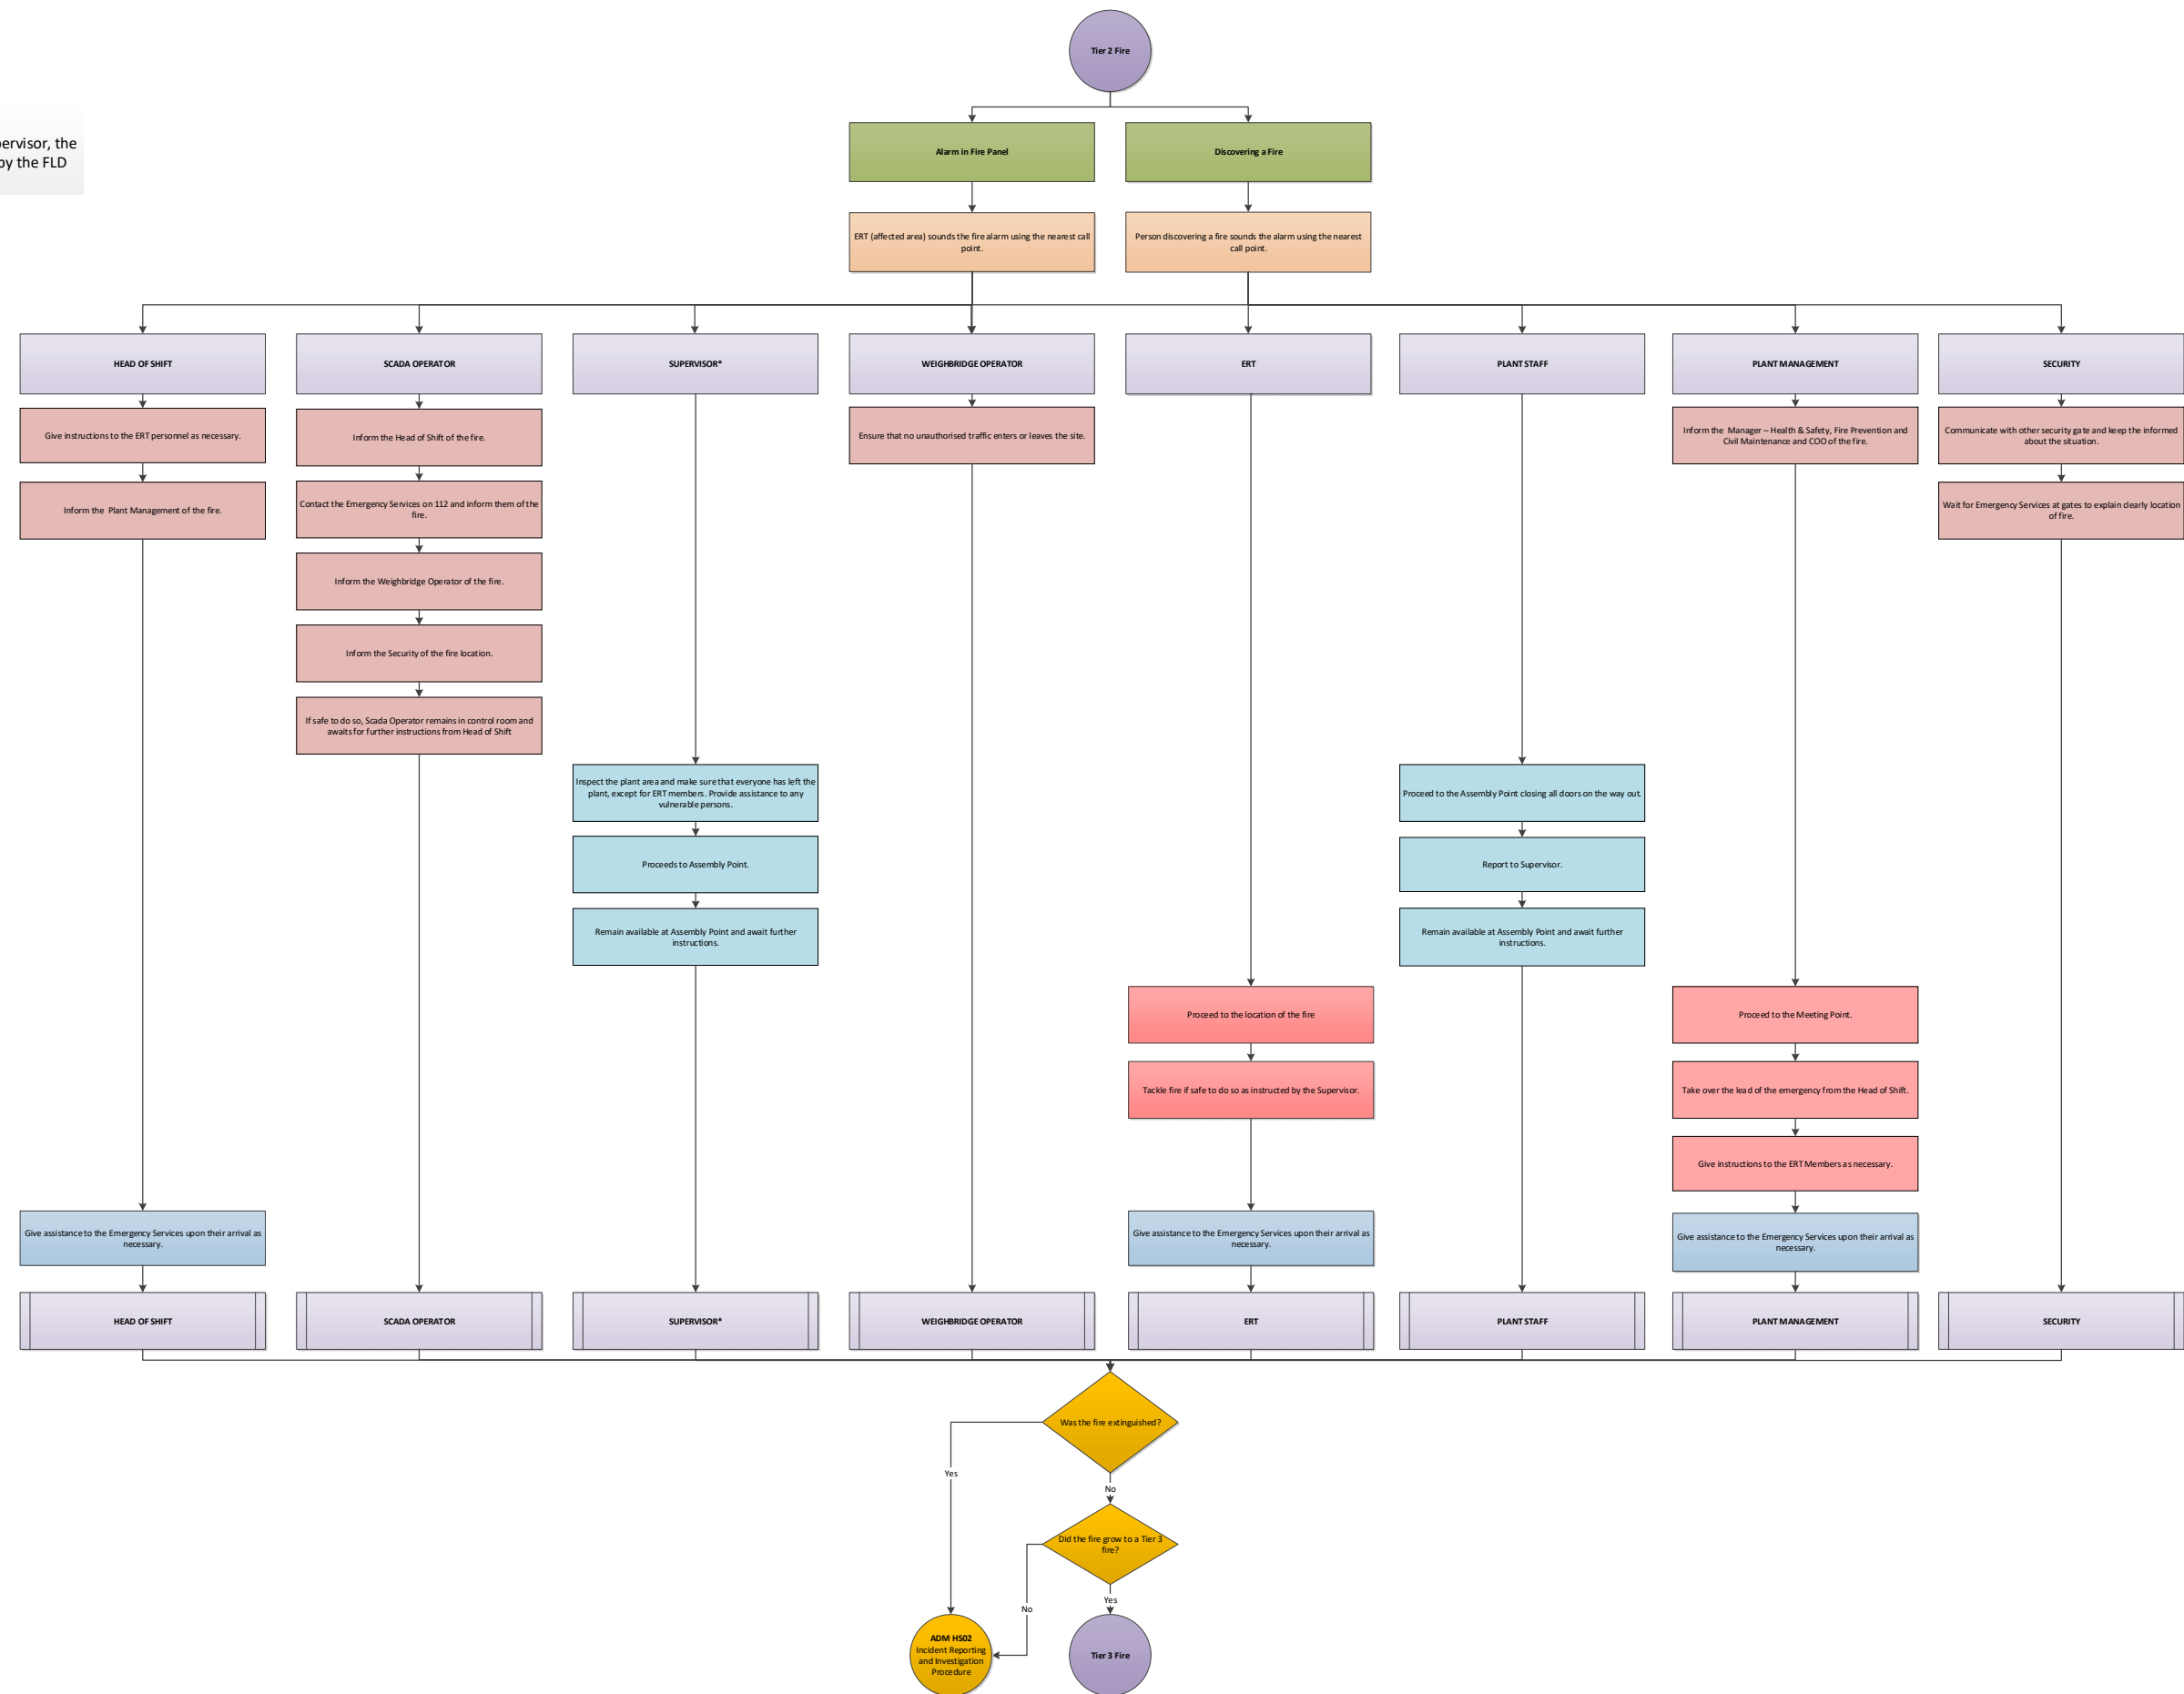 Tier 2 Fire
ervisor, the
by the FLD
Alarm in Fire Panel
Discovering a Fire
ERT (affected area) sounds the fire alarm using the nearest call
point.
Person discovering a fire sounds the alarm using the nearest
call point.
HEAD OF SHIFT
SCADA OPERATOR
SUPERVISOR*
WEIGHBRIDGE OPERATOR
ERT
PLANT STAFF
PLANT MANAGEMENT
SECURITY
Give instructions to the ERT personnel as necessary.
Inform the Plant Management of the fire.
Inform the Head of Shift of the fire.
Contact the Emergency Services on 112 and inform them of the
fire.
Inform the Weighbridge Operator of the fire.
Inform the Security of the fire location.
If safe to do so, Scada Operator remains in control room and
awaits for further instructions from Head of Shift
Ensure that no unauthorised traffic enters or leaves the site.
Inform the Manager – Health & Safety, Fire Prevention and
Civil Maintenance and COO of the fire.
Communicate with other security gate and keep the informed
about the situation.
Wait for Emergency Services at gates to explain clearly location
of fire.
Inspect the plant area and make sure that everyone has left the
plant, except for ERT members. Provide assistance to any
vulnerable persons.
Proceeds to Assembly Point.
Remain available at Assembly Point and await further
instructions.
Proceed to the Assembly Point closing all doors on the way out.
Report to Supervisor.
Remain available at Assembly Point and await further
instructions.
Proceed to the location of the fire
Tackle fire if safe to do so as instructed by the Supervisor.
Proceed to the Meeting Point.
Take over the lead of the emergency from the Head of Shift.
Give instructions to the ERT Members as necessary.
Give assistance to the Emergency Services upon their arrival as
necessary.
Give assistance to the Emergency Services upon their arrival as
necessary.
Give assistance to the Emergency Services upon their arrival as
necessary.
HEAD OF SHIFT
SCADA OPERATOR
SUPERVISOR*
WEIGHBRIDGE OPERATOR
ERT
PLANT STAFF
PLANT MANAGEMENT
SECURITY
Was the fire extinguished?
Yes
No
Did the fire grow to a Tier 3
fire?
No
Yes
ADM HS02
Incident Reporting
and Investigation
Procedure
Tier 3 Fire